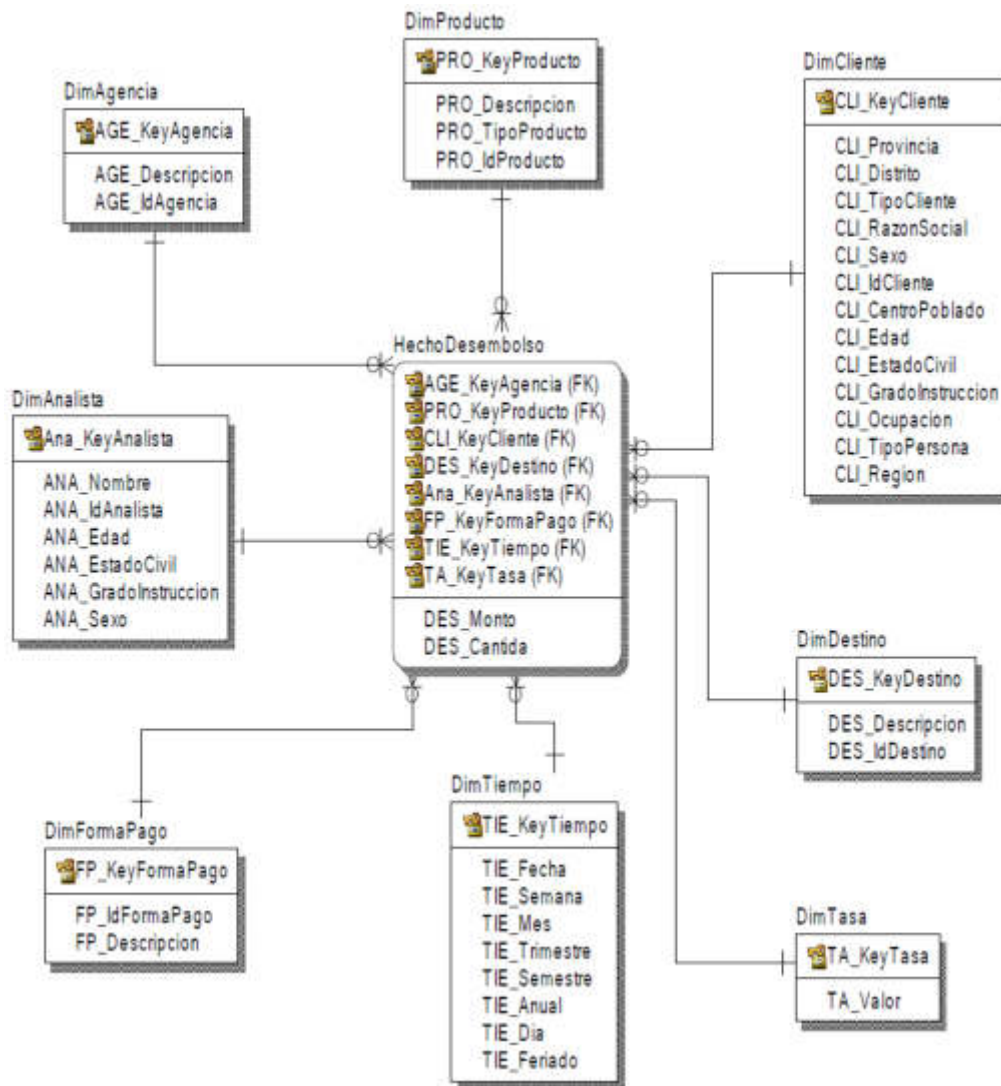 DimProducto
PRO_KeyProducto
PRO_Descripcion
PRO_TipoProducto
PRO_IdProducto
DimAgencia
AGE_KeyAgencia
AGE_Descripcion
AGE_IdAgencia
DimCliente
CLI_KeyCliente
CLI_Provincia
CLI_Distrito
CLI_TipoCliente
CLI_RazonSocial
CLI_Sexo
CLI_IdCliente
CLI_CentroPoblado
CLI_Edad
CLI_EstadoCivil
CLI_GradoInstruccion
CLI_Ocupacion
CLI_TipoPersona
CLI_Region
HechoDesembolso
AGE_KeyAgencia (FK)
PRO_KeyProducto (FK)
CLI_KeyCliente (FK)
DES_KeyDestino (FK)
Ana_KeyAnalista (FK)
FP_KeyFormaPago (FK)
TIE_KeyTiempo (FK)
TA_KeyTasa (FK)
DES_Monto
DES_Cantida
DimAnalista
Ana_KeyAnalista
ANA_Nombre
ANA_IdAnalista
ANA_Edad
ANA_EstadoCivil
ANA_GradoInstruccion
ANA_Sexo
DimDestino
DES_KeyDestino
DES_Descripcion
DES_IdDestino
DimFormaPago
FP_KeyFormaPago
FP_IdFormaPago
FP_Descripcion
DimTiempo
TIE_KeyTiempo
TIE_Fecha
TIE_Semana
TIE_Mes
TIE_Trimestre
TIE_Semestre
TIE_Anual
TIE_Dia
TIE_Feriado
DimTasa
TA_KeyTasa
TA_Valor